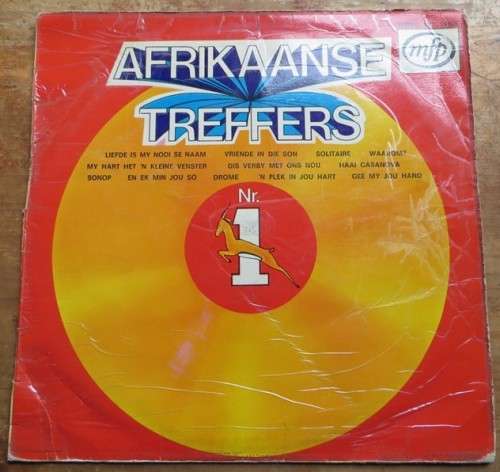 AFRIKAANSE
mfp
TREFFERS
LIEFDE IS MY NOOI SE NAAM VRIENDE IN DIE SON SOLITAIRE WAAROM?
MY HART HET 'N KLEINE VENSTER DIS VERBY MET ONS NOU HAAI CASANOVA
SONOP EN EK MIN JOU SO DROME 'N PLEK IN JOU HART GEE MY JOU HAND
Nr.
1